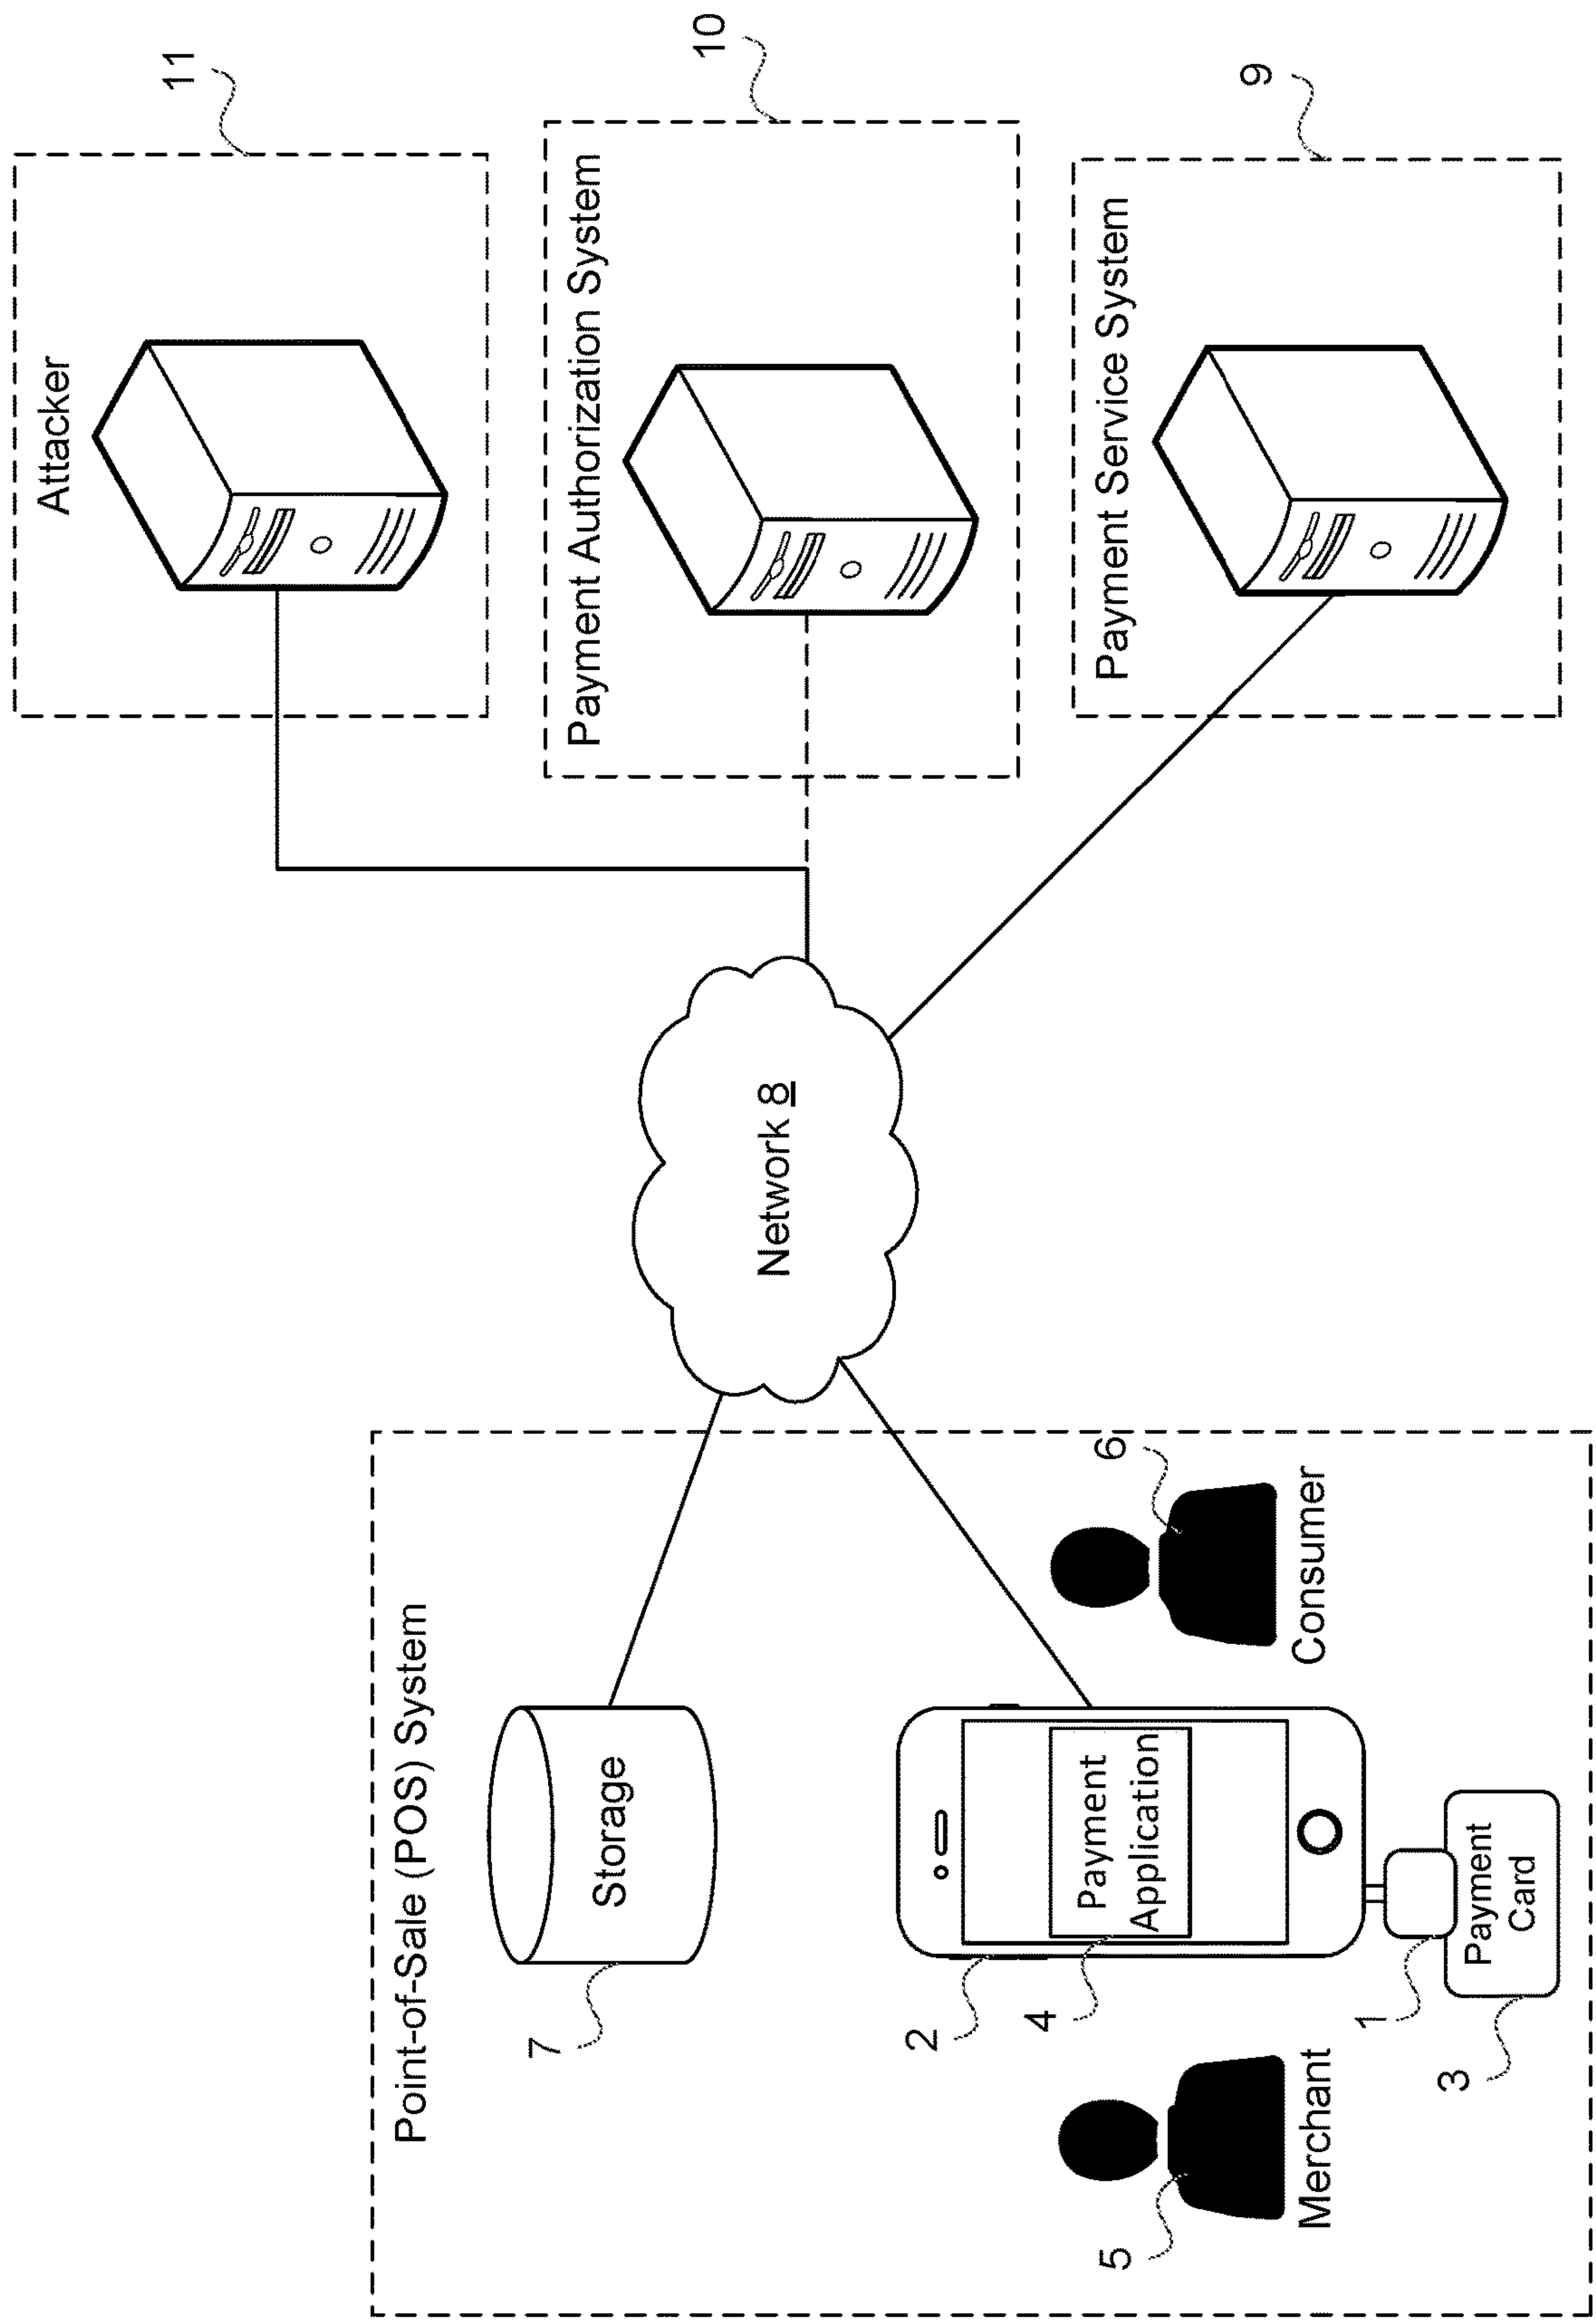 Point-of-Sale (POS) System
Storage
7
2
Payment
Application
4
1
Payment
Card
3
Merchant
5
Consumer
6
Network 8
Attacker
11
Payment Authorization System
10
Payment Service System
9